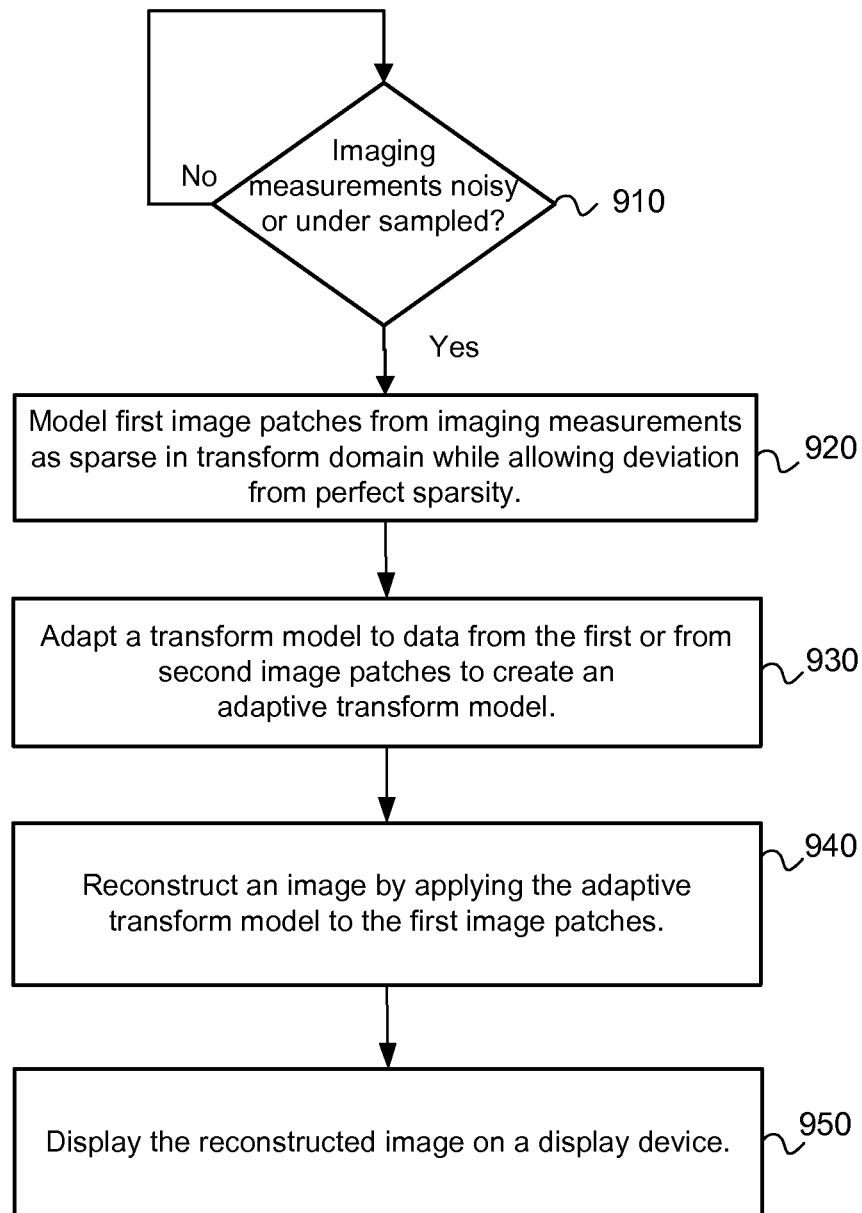 Imaging
No
measurements noisy
or under sampled?
910
Yes
Model first image patches from imaging measurements
as sparse in transform domain while allowing deviation
from perfect sparsity.
920
Adapt a transform model to data from the first or from
second image patches to create an
adaptive transform model.
930
Reconstruct an image by applying the adaptive
transform model to the first image patches.
940
Display the reconstructed image on a display device.
950